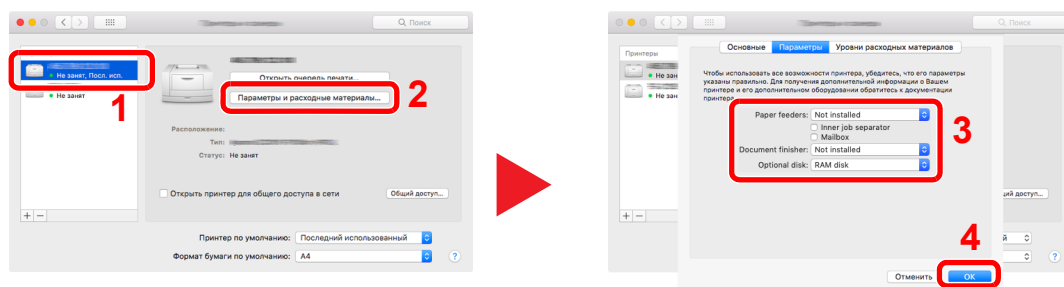 Поиск
Не занят, Посл. исп.
Не занят
1
Открыть очередь печати...
Параметры и расходные материалы...
2
Расположение:
Тип:
Статус: Не занят
Открыть принтер для общего доступа в сети
Общий доступ...
+ −
Принтер по умолчанию: Последний использованный
Формат бумаги по умолчанию: A4
?
Поиск
Принтеры
Не зан
Не зан
Основные Параметры Уровни расходных материалов
Чтобы использовать все возможности принтера, убедитесь, что его параметры
указаны правильно. Для получения дополнительной информации о Вашем
принтере и его дополнительном оборудовании обратитесь к документации
принтера.
Paper feeders: Not installed
Inner job separator
Mailbox
Document finisher: Not installed
Optional disk: RAM disk
3
ий доступ...
+ −
4
й
?
Отменить OK